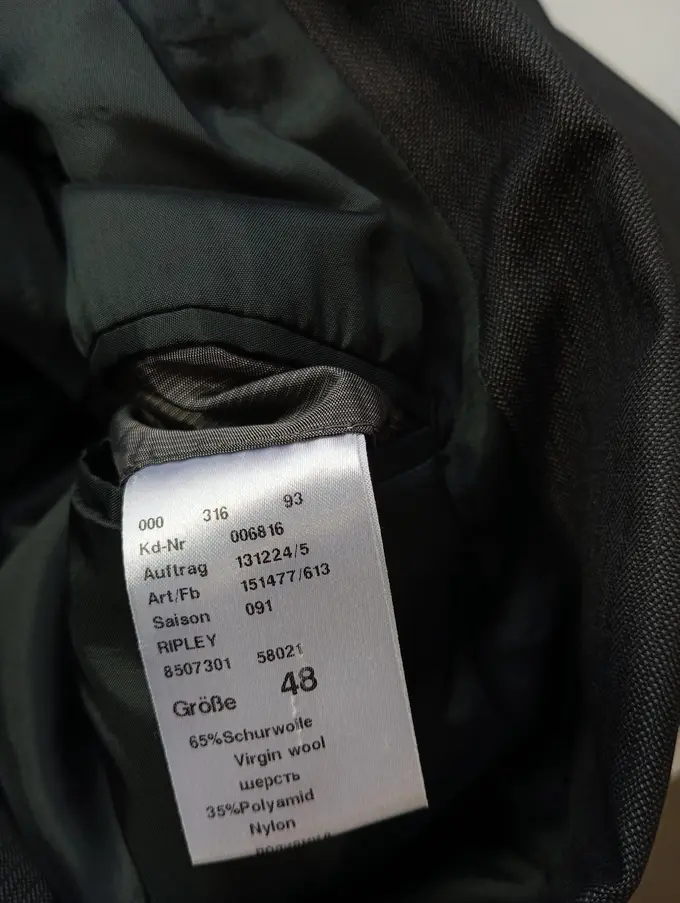 000 316 93
Kd-Nr 006816
Auftrag 131224/5
Art/Fb 151477/613
Saison 091
RIPLEY
8507301 58021
Größe 48
65%Schurwolle
Virgin wool
шерсть
35%Polyamid
Nylon